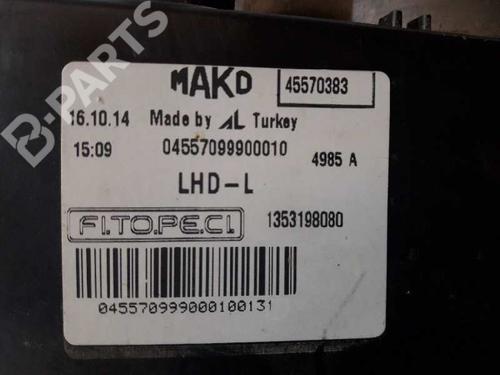 B-PARTS
MAKO 45570383
16.10.14 Made by AL Turkey
15:09 04557099900010 4985 A
LHD-L
FI.TO.PE.CI. 1353198080
045570999000100131